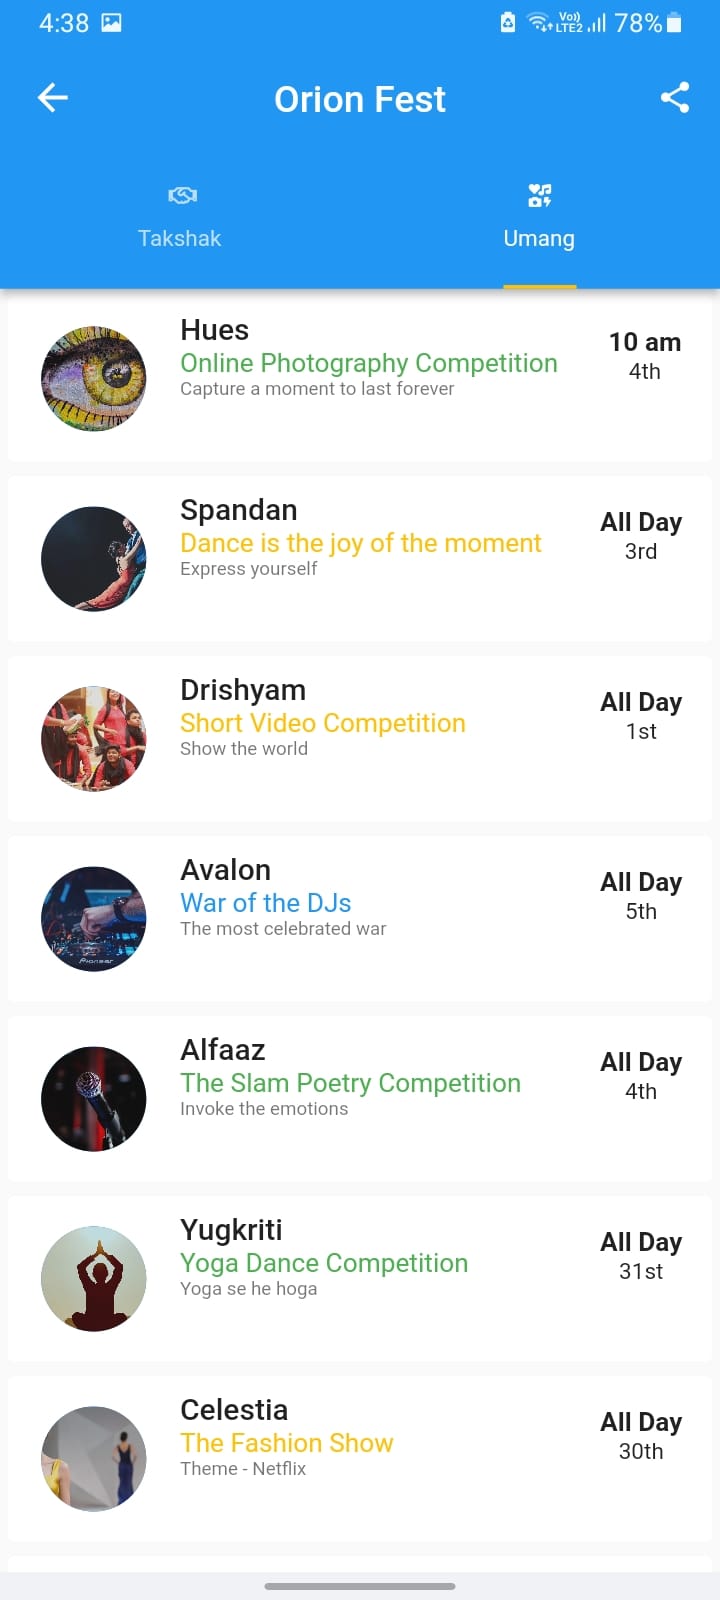 4:38 Vo) LTE2 78%
Orion Fest
Takshak Umang
Hues
Online Photography Competition
Capture a moment to last forever
10 am
4th
Spandan
Dance is the joy of the moment
Express yourself
All Day
3rd
Drishyam
Short Video Competition
Show the world
All Day
1st
Avalon
War of the DJs
The most celebrated war
All Day
5th
Pioneer
Alfaaz
The Slam Poetry Competition
Invoke the emotions
All Day
4th
Yugkriti
Yoga Dance Competition
Yoga se he hoga
All Day
31st
Celestia
The Fashion Show
Theme - Netflix
All Day
30th